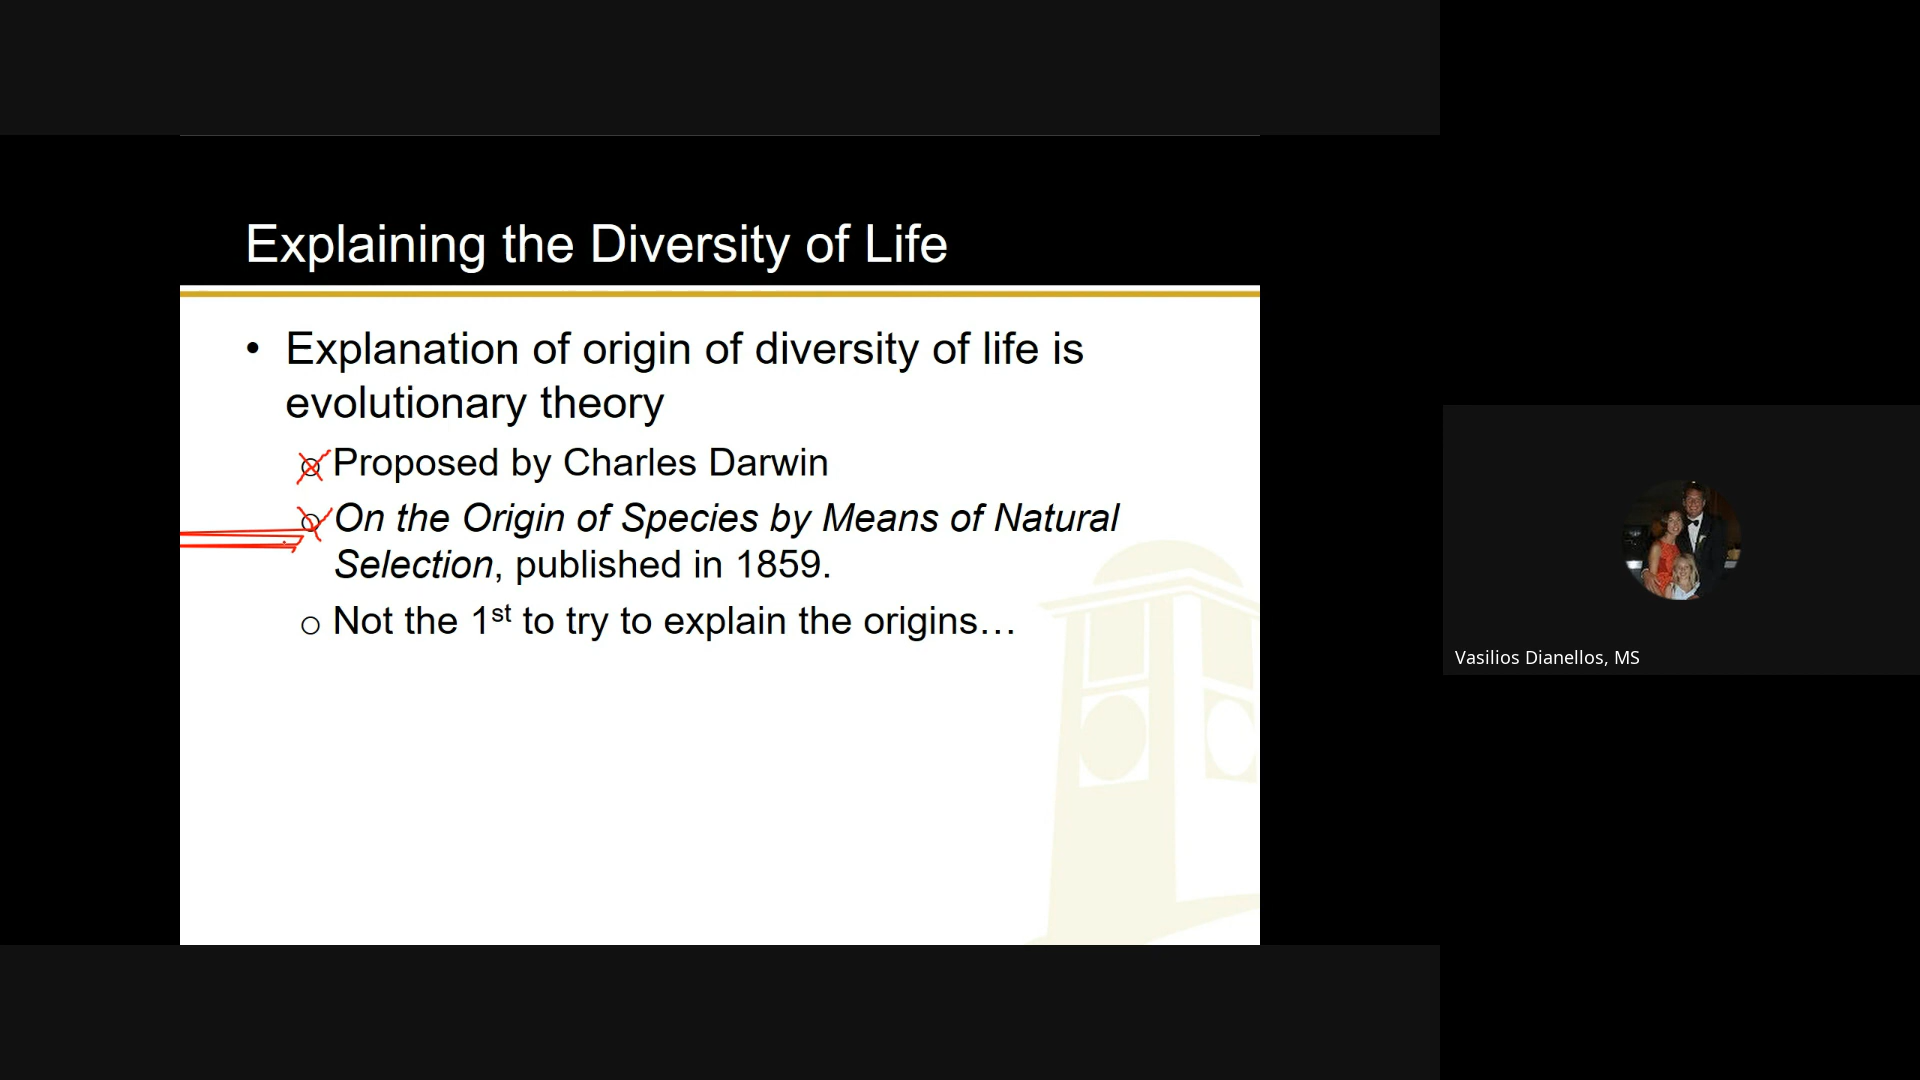 Explaining the Diversity of Life
• Explanation of origin of diversity of life is
evolutionary theory
o Proposed by Charles Darwin
o On the Origin of Species by Means of Natural
Selection, published in 1859.
o Not the 1st to try to explain the origins…
Vasilios Dianellos, MS